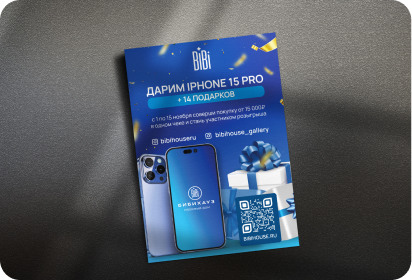 BiBi
ДАРИМ IPHONE 15 PRO
+ 14 ПОДАРКОВ
с 1 по 15 ноября соверши покупку от 15 000₽
в одном чеке и стань участником розыгрыша
bibihouseru
bibihouse_gallery
БИБИХАУЗ
BIBIHOUSE.RU